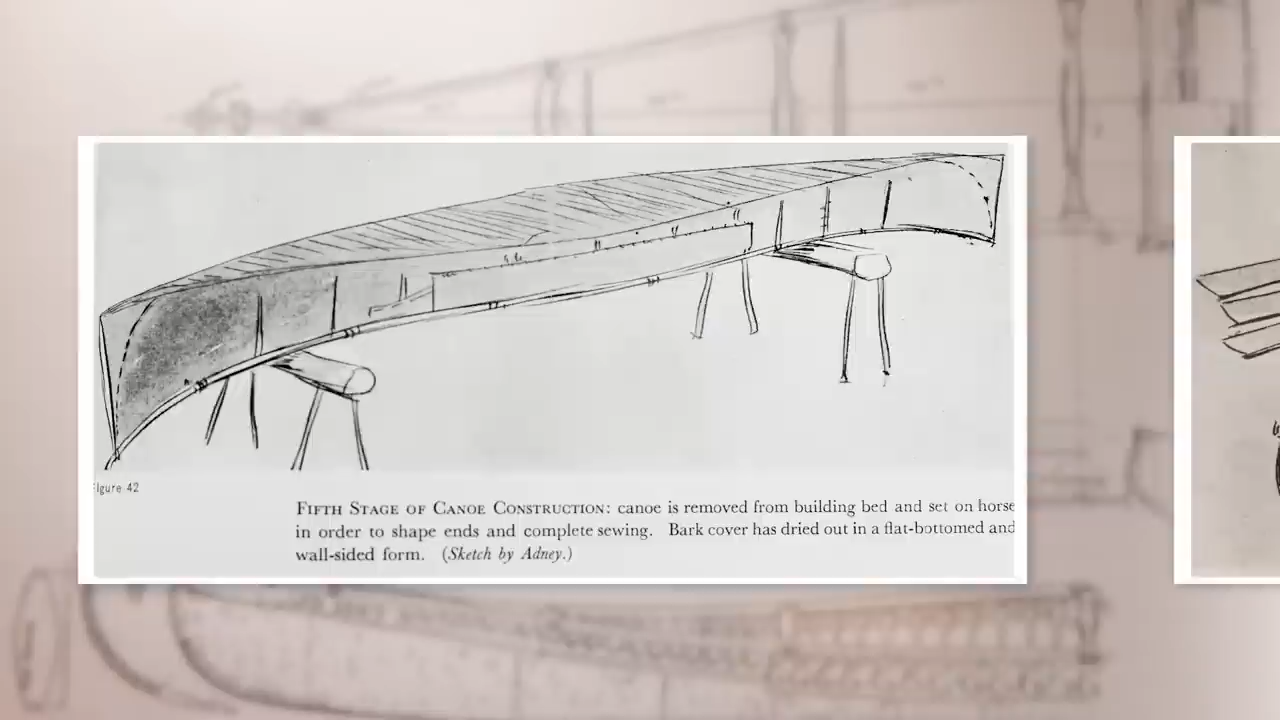 Figure 42
FIFTH STAGE OF CANOE CONSTRUCTION: canoe is removed from building bed and set on horse
in order to shape ends and complete sewing. Bark cover has dried out in a flat-bottomed and
wall-sided form. (Sketch by Adney.)